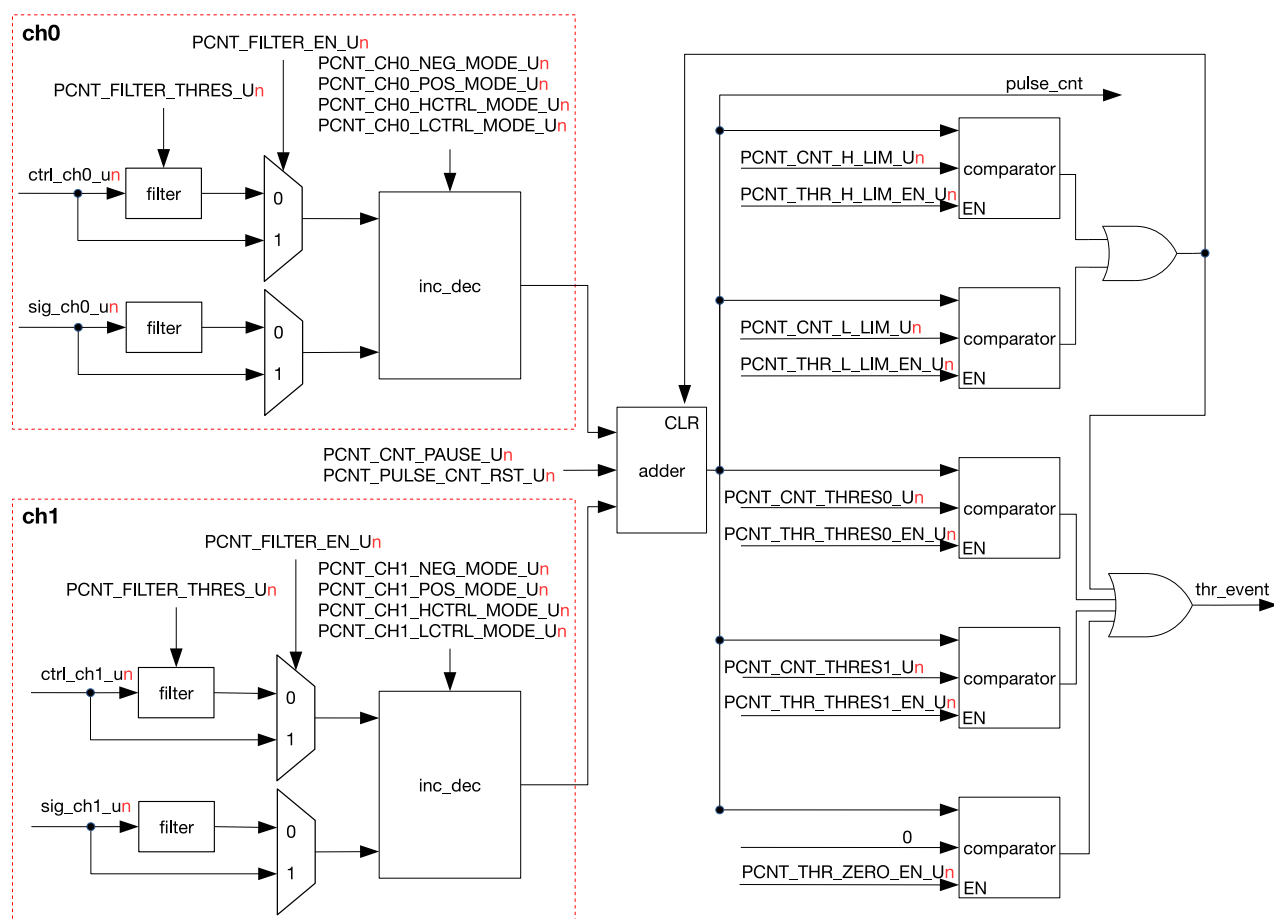 ch0
PCNT_FILTER_EN_Un
PCNT_CH0_NEG_MODE_Un
PCNT_CH0_POS_MODE_Un
PCNT_CH0_HCTRL_MODE_Un
PCNT_CH0_LCTRL_MODE_Un
PCNT_FILTER_THRES_Un
ctrl_ch0_un
filter
0
1
sig_ch0_un
filter
0
1
inc_dec
ch1
PCNT_FILTER_EN_Un
PCNT_CH1_NEG_MODE_Un
PCNT_CH1_POS_MODE_Un
PCNT_CH1_HCTRL_MODE_Un
PCNT_CH1_LCTRL_MODE_Un
PCNT_FILTER_THRES_Un
ctrl_ch1_un
filter
0
1
sig_ch1_un
filter
0
1
inc_dec
PCNT_CNT_PAUSE_Un
PCNT_PULSE_CNT_RST_Un
CLR
adder
pulse_cnt
PCNT_CNT_H_LIM_Un
PCNT_THR_H_LIM_EN_Un
comparator
EN
PCNT_CNT_L_LIM_Un
PCNT_THR_L_LIM_EN_Un
comparator
EN
PCNT_CNT_THRES0_Un
PCNT_THR_THRES0_EN_Un
comparator
EN
PCNT_CNT_THRES1_Un
PCNT_THR_THRES1_EN_Un
comparator
EN
0
PCNT_THR_ZERO_EN_Un
comparator
EN
thr_event